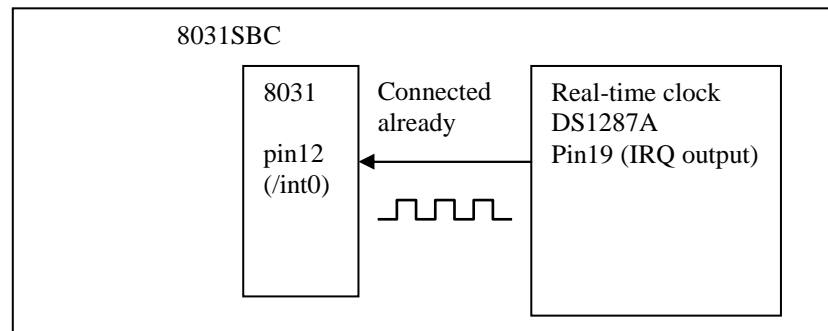 8031SBC
8031
pin12
(/int0)
Connected
already
Real-time clock
DS1287A
Pin19 (IRQ output)